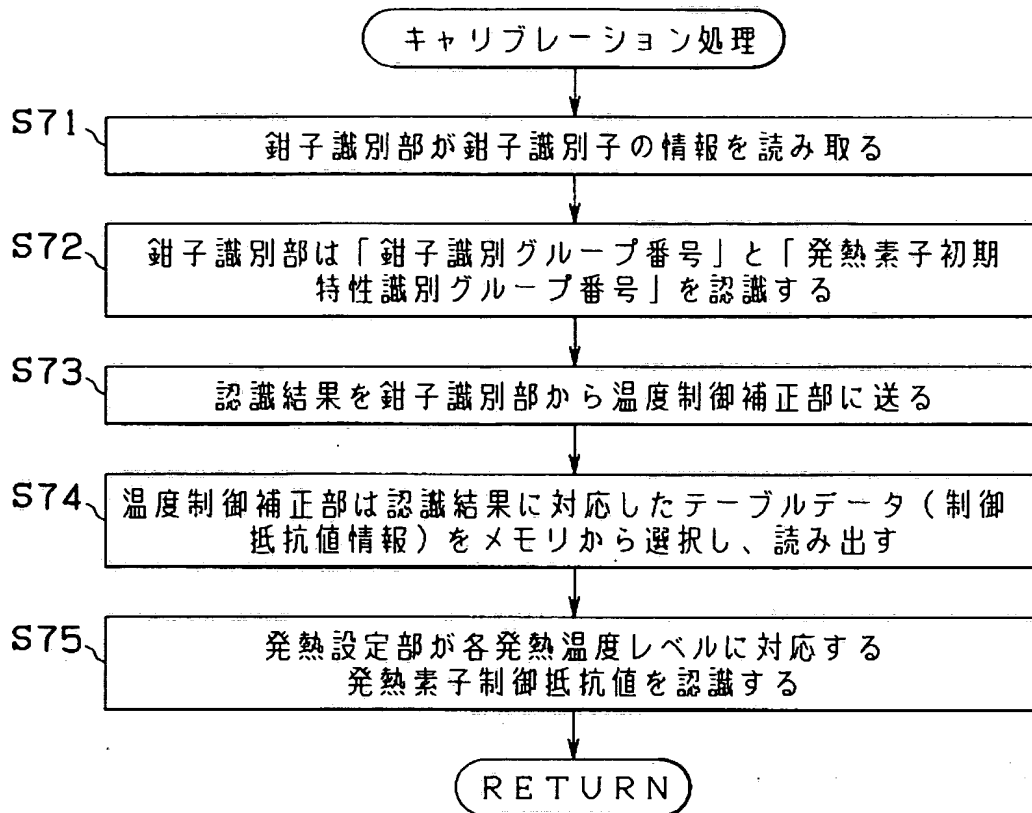 キャリブレーション処理
S71
鉗子識別部が鉗子識別子の情報を読み取る
S72
鉗子識別部は「鉗子識別グループ番号」と「発熱素子初期
特性識別グループ番号」を認識する
S73
認識結果を鉗子識別部から温度制御補正部に送る
S74
温度制御補正部は認識結果に対応したテーブルデータ(制御
抵抗値情報)をメモリから選択し、読み出す
S75
発熱設定部が各発熱温度レベルに対応する
発熱素子制御抵抗値を認識する
RETURN